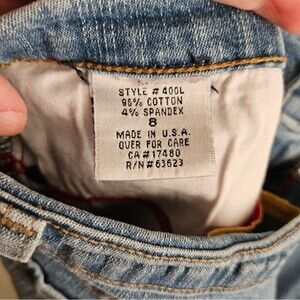 STYLE # 400L
96% COTTON
4% SPANDEX
8
MADE IN U.S.A.
OVER FOR CARE
CA # 17480
R/N # 63623